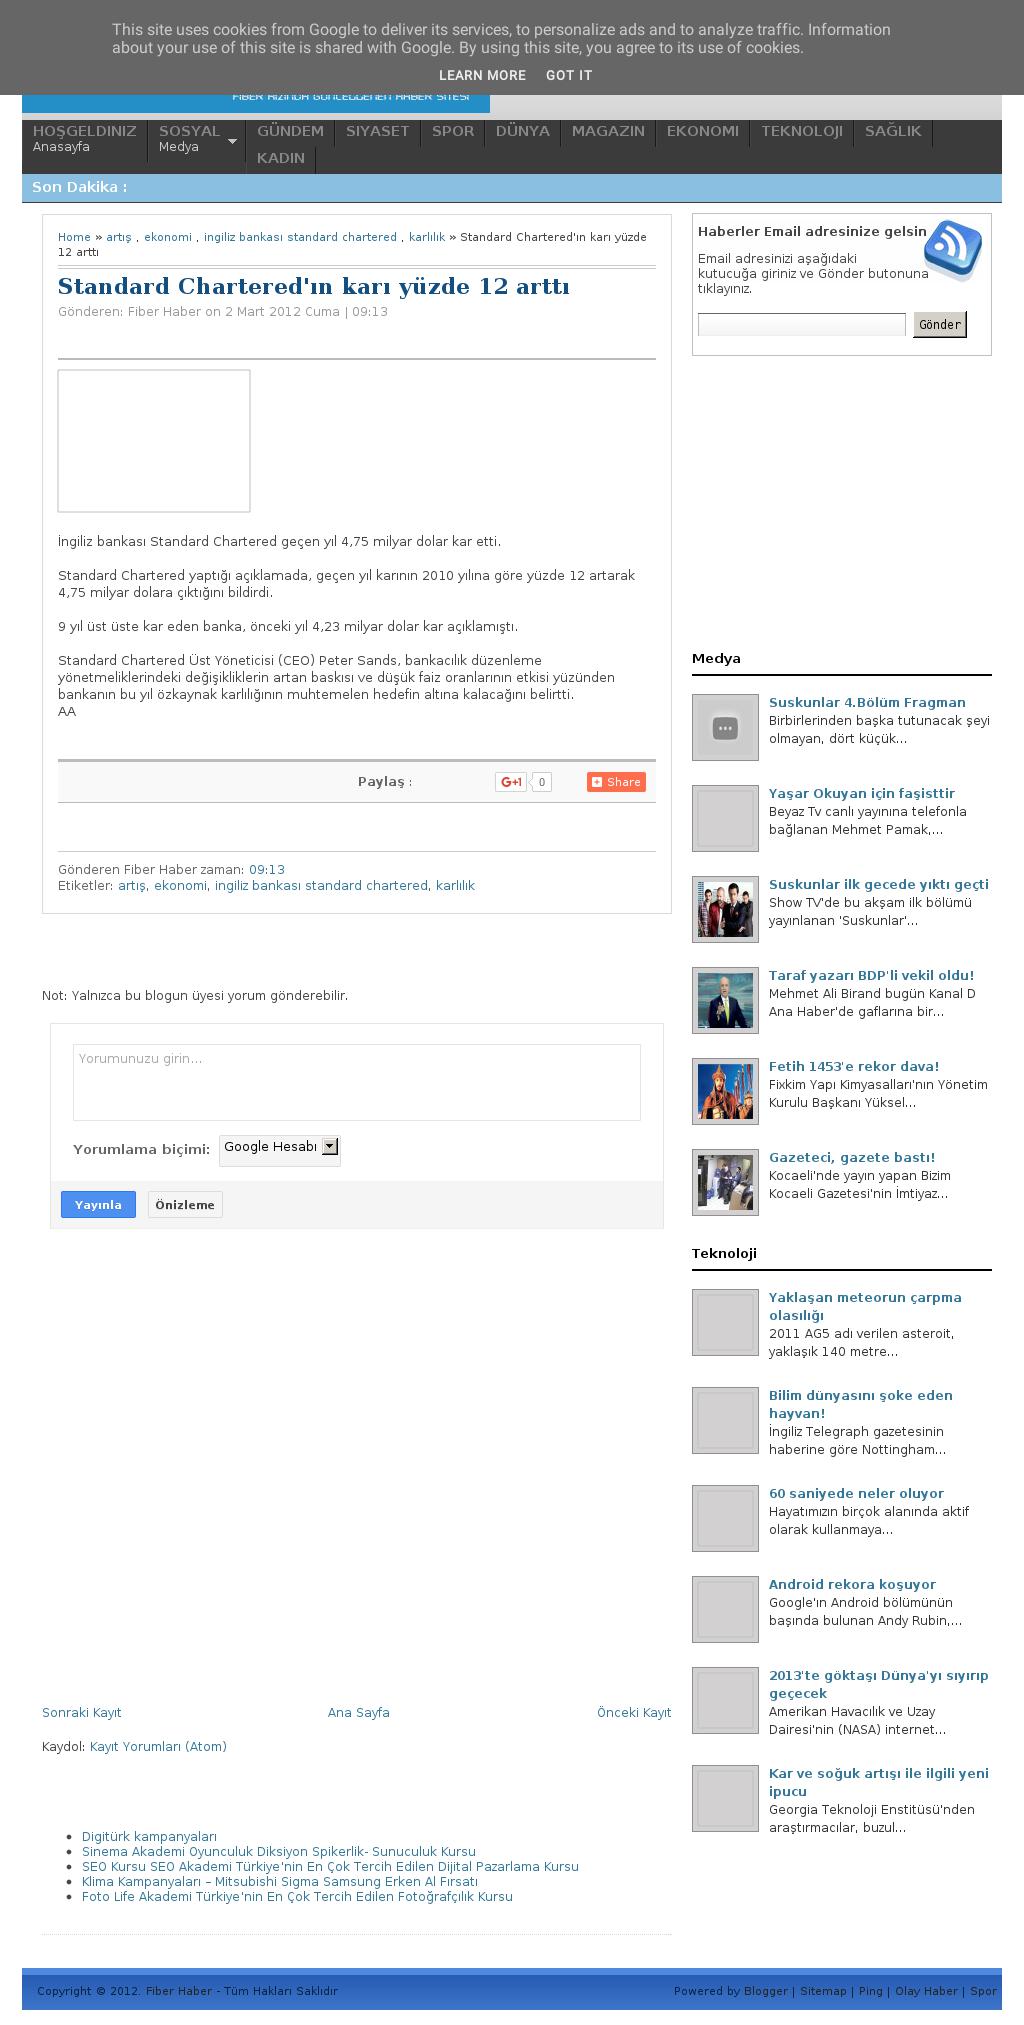 This site uses cookies from Google to deliver its services, to personalize ads and to analyze traffic. Information
about your use of this site is shared with Google. By using this site, you agree to its use of cookies.
LEARN MORE GOT IT
FİBER HIZINDA GÜNCELLENEN HABER SİTESİ
HOŞGELDINIZ SOSYAL GÜNDEM SIYASET SPOR DÜNYA MAGAZIN EKONOMI TEKNOLOJI SAĞLIK
Anasayfa Medya
KADIN
Son Dakika :
Home » artış , ekonomi , ingiliz bankası standard chartered , karlılık » Standard Chartered'ın karı yüzde
12 arttı
Standard Chartered'ın karı yüzde 12 arttı
Gönderen: Fiber Haber on 2 Mart 2012 Cuma | 09:13
İngiliz bankası Standard Chartered geçen yıl 4,75 milyar dolar kar etti.
Standard Chartered yaptığı açıklamada, geçen yıl karının 2010 yılına göre yüzde 12 artarak
4,75 milyar dolara çıktığını bildirdi.
9 yıl üst üste kar eden banka, önceki yıl 4,23 milyar dolar kar açıklamıştı.
Standard Chartered Üst Yöneticisi (CEO) Peter Sands, bankacılık düzenleme
yönetmeliklerindeki değişikliklerin artan baskısı ve düşük faiz oranlarının etkisi yüzünden
bankanın bu yıl özkaynak karlılığının muhtemelen hedefin altına kalacağını belirtti.
AA
Paylaş : G+1 0 Share
Gönderen Fiber Haber zaman: 09:13
Etiketler: artış, ekonomi, ingiliz bankası standard chartered, karlılık
Not: Yalnızca bu blogun üyesi yorum gönderebilir.
Yorumunuzu girin...
Yorumlama biçimi: Google Hesabı
Yayınla Önizleme
Sonraki Kayıt Ana Sayfa Önceki Kayıt
Kaydol: Kayıt Yorumları (Atom)
Digitürk kampanyaları
Sinema Akademi Oyunculuk Diksiyon Spikerlik- Sunuculuk Kursu
SEO Kursu SEO Akademi Türkiye'nin En Çok Tercih Edilen Dijital Pazarlama Kursu
Klima Kampanyaları – Mitsubishi Sigma Samsung Erken Al Fırsatı
Foto Life Akademi Türkiye'nin En Çok Tercih Edilen Fotoğrafçılık Kursu
Haberler Email adresinize gelsin
Email adresinizi aşağıdaki
kutucuğa giriniz ve Gönder butonuna
tıklayınız.
Gönder
Medya
Suskunlar 4.Bölüm Fragman
Birbirlerinden başka tutunacak şeyi
olmayan, dört küçük...
Yaşar Okuyan için faşisttir
Beyaz Tv canlı yayınına telefonla
bağlanan Mehmet Pamak,...
Suskunlar ilk gecede yıktı geçti
Show TV'de bu akşam ilk bölümü
yayınlanan 'Suskunlar'...
Taraf yazarı BDP'li vekil oldu!
Mehmet Ali Birand bugün Kanal D
Ana Haber'de gaflarına bir...
Fetih 1453'e rekor dava!
Fixkim Yapı Kimyasalları'nın Yönetim
Kurulu Başkanı Yüksel...
Gazeteci, gazete bastı!
Kocaeli'nde yayın yapan Bizim
Kocaeli Gazetesi'nin İmtiyaz...
Teknoloji
Yaklaşan meteorun çarpma
olasılığı
2011 AG5 adı verilen asteroit,
yaklaşık 140 metre...
Bilim dünyasını şoke eden
hayvan!
İngiliz Telegraph gazetesinin
haberine göre Nottingham...
60 saniyede neler oluyor
Hayatımızın birçok alanında aktif
olarak kullanmaya...
Android rekora koşuyor
Google'ın Android bölümünün
başında bulunan Andy Rubin,...
2013'te göktaşı Dünya'yı sıyırıp
geçecek
Amerikan Havacılık ve Uzay
Dairesi'nin (NASA) internet...
Kar ve soğuk artışı ile ilgili yeni
ipucu
Georgia Teknoloji Enstitüsü'nden
araştırmacılar, buzul...
Copyright © 2012. Fiber Haber - Tüm Hakları Saklıdır
Powered by Blogger | Sitemap | Ping | Olay Haber | Spor